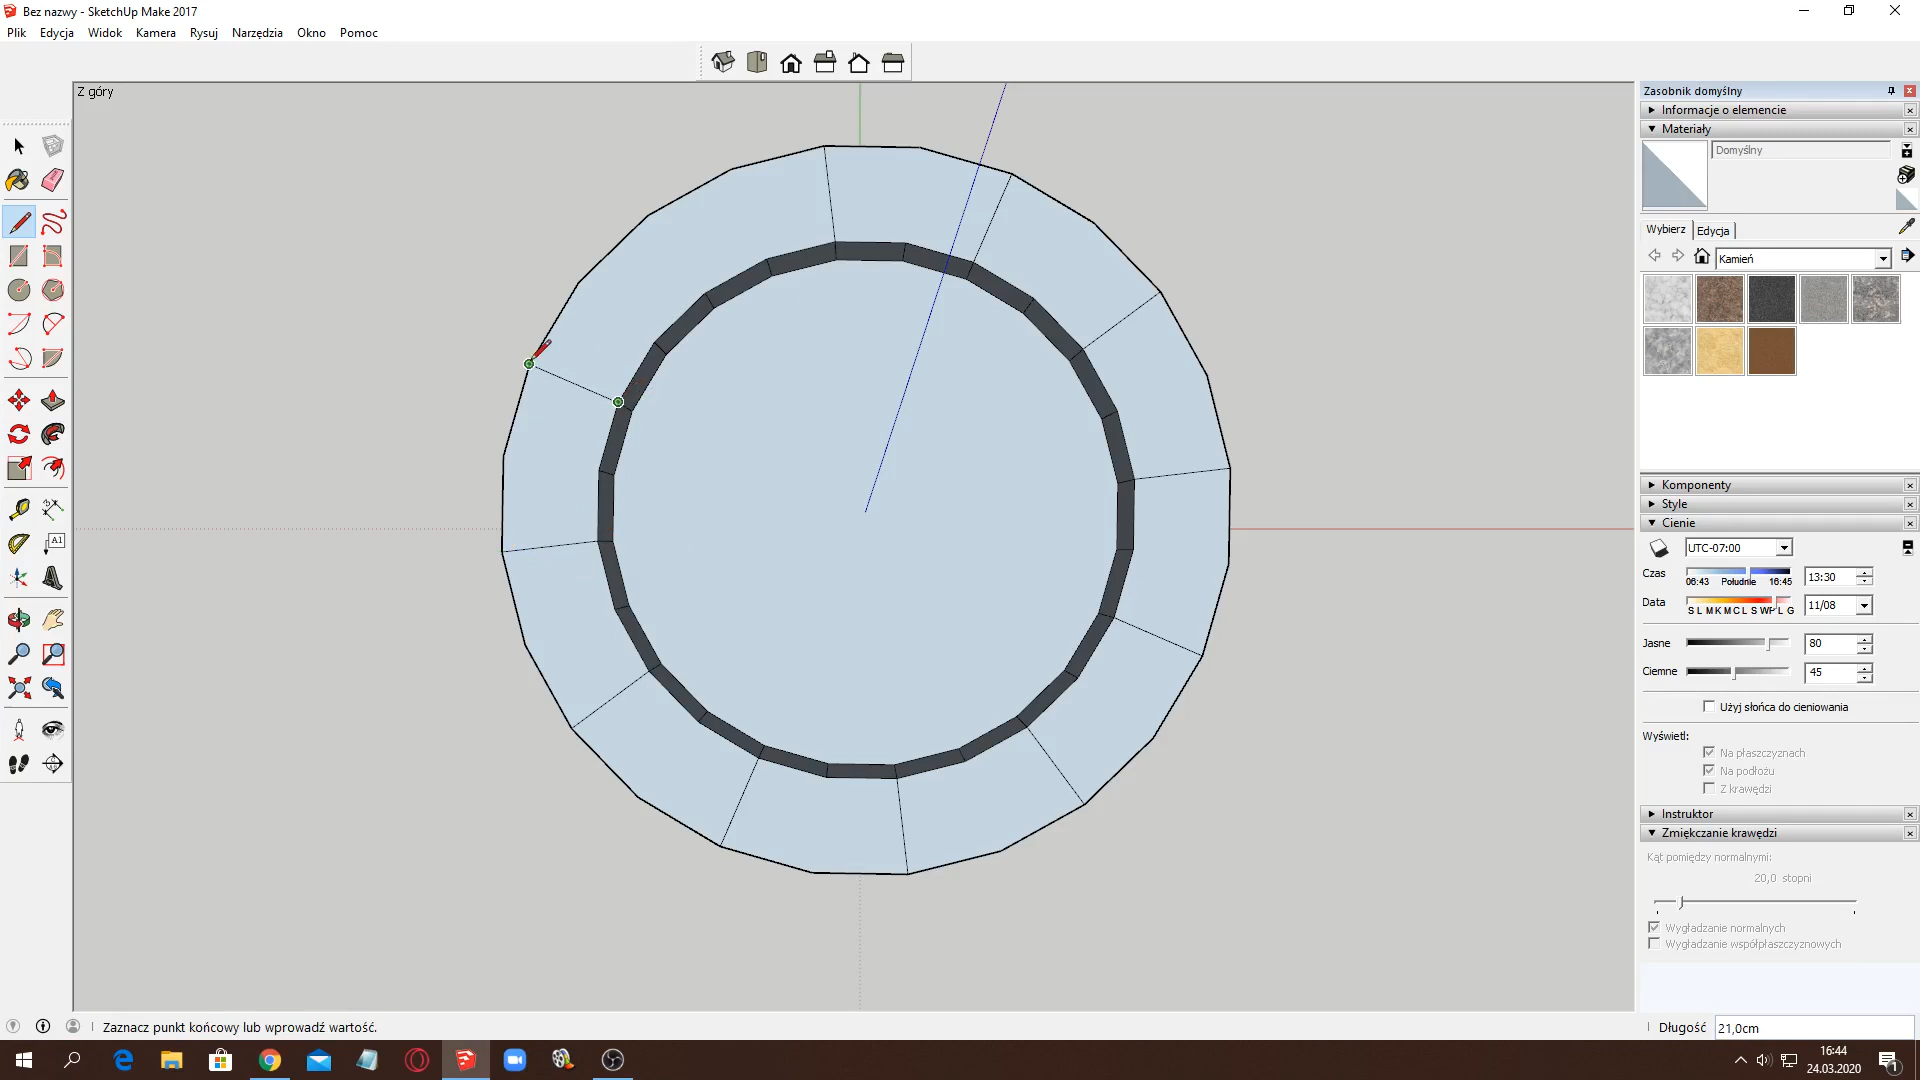 Bez nazwy - SketchUp Make 2017
Plik Edycja Widok Kamera Rysuj Narzędzia Okno Pomoc
Z góry
A1
Zasobnik domyślny
Informacje o elemencie
Materiały
Domyślny
Wybierz Edycja
Kamień
Komponenty
Style
Cienie
UTC-07:00
Czas 06:43 Południe 16:45 13:30
Data S L M K M C L S W P L G 11/08
Jasne 80
Ciemne 45
Użyj słońca do cieniowania
Wyświetl:
Na płaszczyznach
Na podłożu
Z krawędzi
Instruktor
Zmiękczanie krawędzi
Kąt pomiędzy normalnymi:
20,0 stopni
Wygładzanie normalnych
Wygładzanie współpłaszczyznowych
Zaznacz punkt końcowy lub wprowadź wartość.
Długość 21,0cm
16:44
24.03.2020
1